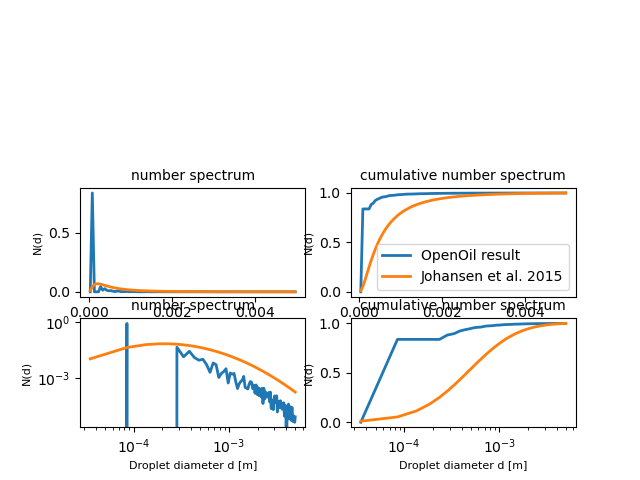 number spectrum
cumulative number spectrum
N(d)
0.5
0.0
0.000
0.002
0.004
N(d)
1.0
0.5
0.0
0.000
0.002
0.004
OpenOil result
Johansen et al. 2015
number spectrum
cumulative number spectrum
N(d)
10⁰
10⁻³
10⁻⁴
10⁻³
Droplet diameter d [m]
N(d)
1.0
0.5
0.0
10⁻⁴
10⁻³
Droplet diameter d [m]